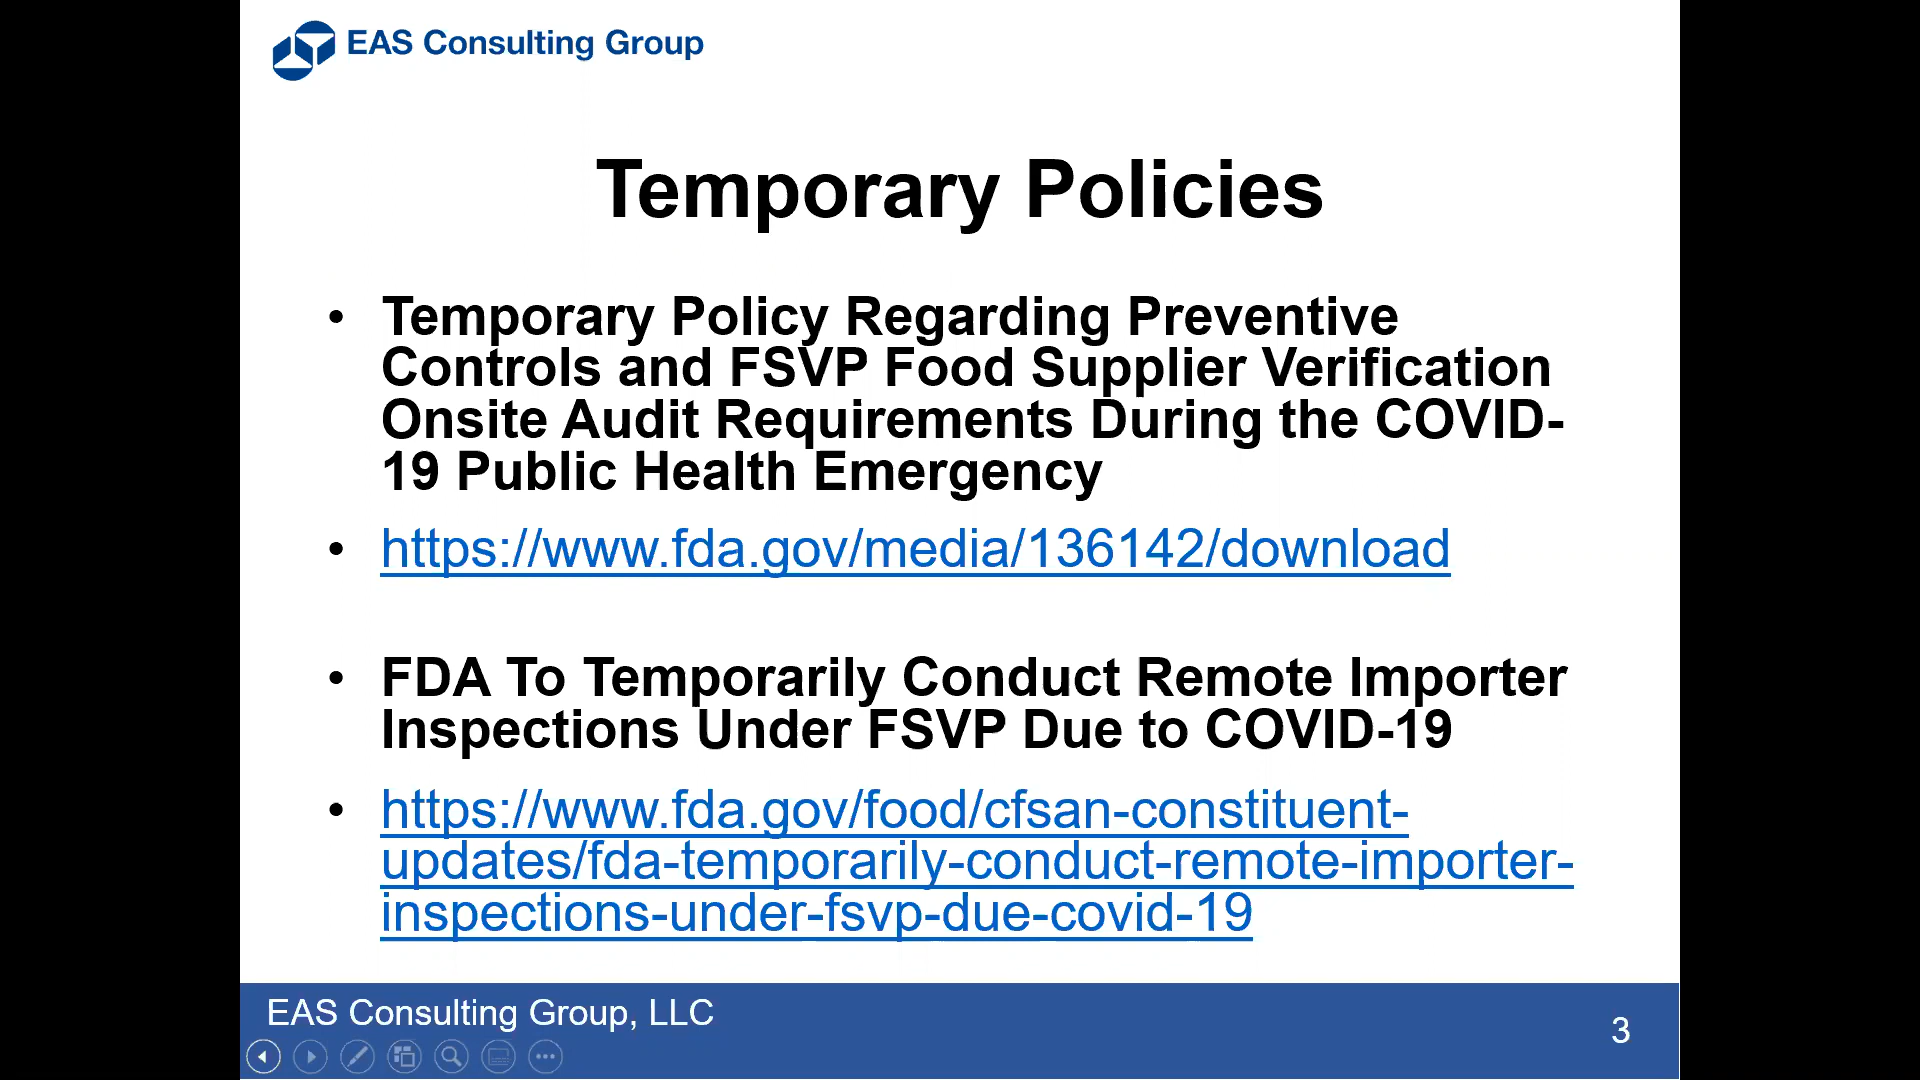 EAS Consulting Group
Temporary Policies
• Temporary Policy Regarding Preventive
Controls and FSVP Food Supplier Verification
Onsite Audit Requirements During the COVID-
19 Public Health Emergency
• https://www.fda.gov/media/136142/download
• FDA To Temporarily Conduct Remote Importer
Inspections Under FSVP Due to COVID-19
• https://www.fda.gov/food/cfsan-constituent-
updates/fda-temporarily-conduct-remote-importer-
inspections-under-fsvp-due-covid-19
EAS Consulting Group, LLC
3